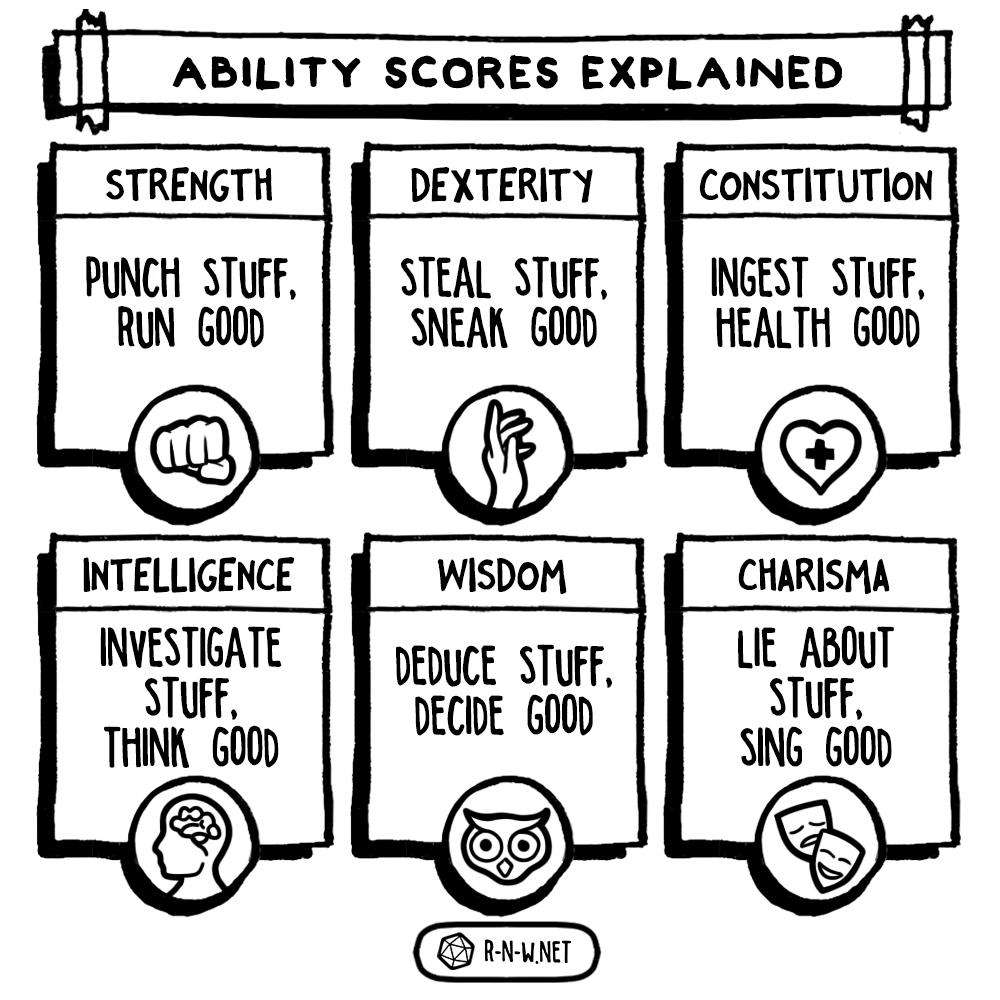 ABILITY SCORES EXPLAINED
STRENGTH
PUNCH STUFF,
RUN GOOD
DEXTERITY
STEAL STUFF,
SNEAK GOOD
CONSTITUTION
INGEST STUFF,
HEALTH GOOD
INTELLIGENCE
INVESTIGATE
STUFF,
THINK GOOD
WISDOM
DEDUCE STUFF,
DECIDE GOOD
CHARISMA
LIE ABOUT
STUFF,
SING GOOD
R-N-W.NET